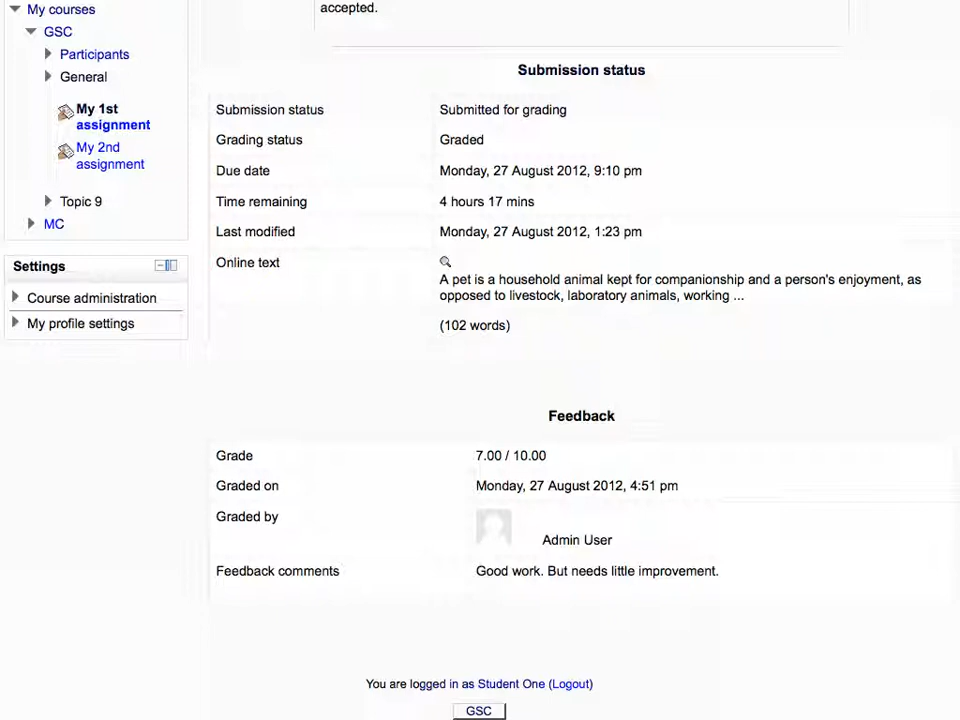 My courses
GSC
Participants
General
My 1st
assignment
My 2nd
assignment
Topic 9
MC
Settings
Course administration
My profile settings
accepted.
Submission status
Submission status Submitted for grading
Grading status Graded
Due date Monday, 27 August 2012, 9:10 pm
Time remaining 4 hours 17 mins
Last modified Monday, 27 August 2012, 1:23 pm
Online text
A pet is a household animal kept for companionship and a person's enjoyment, as
opposed to livestock, laboratory animals, working ...
(102 words)
Feedback
Grade 7.00 / 10.00
Graded on Monday, 27 August 2012, 4:51 pm
Graded by Admin User
Feedback comments Good work. But needs little improvement.
You are logged in as Student One (Logout)
GSC